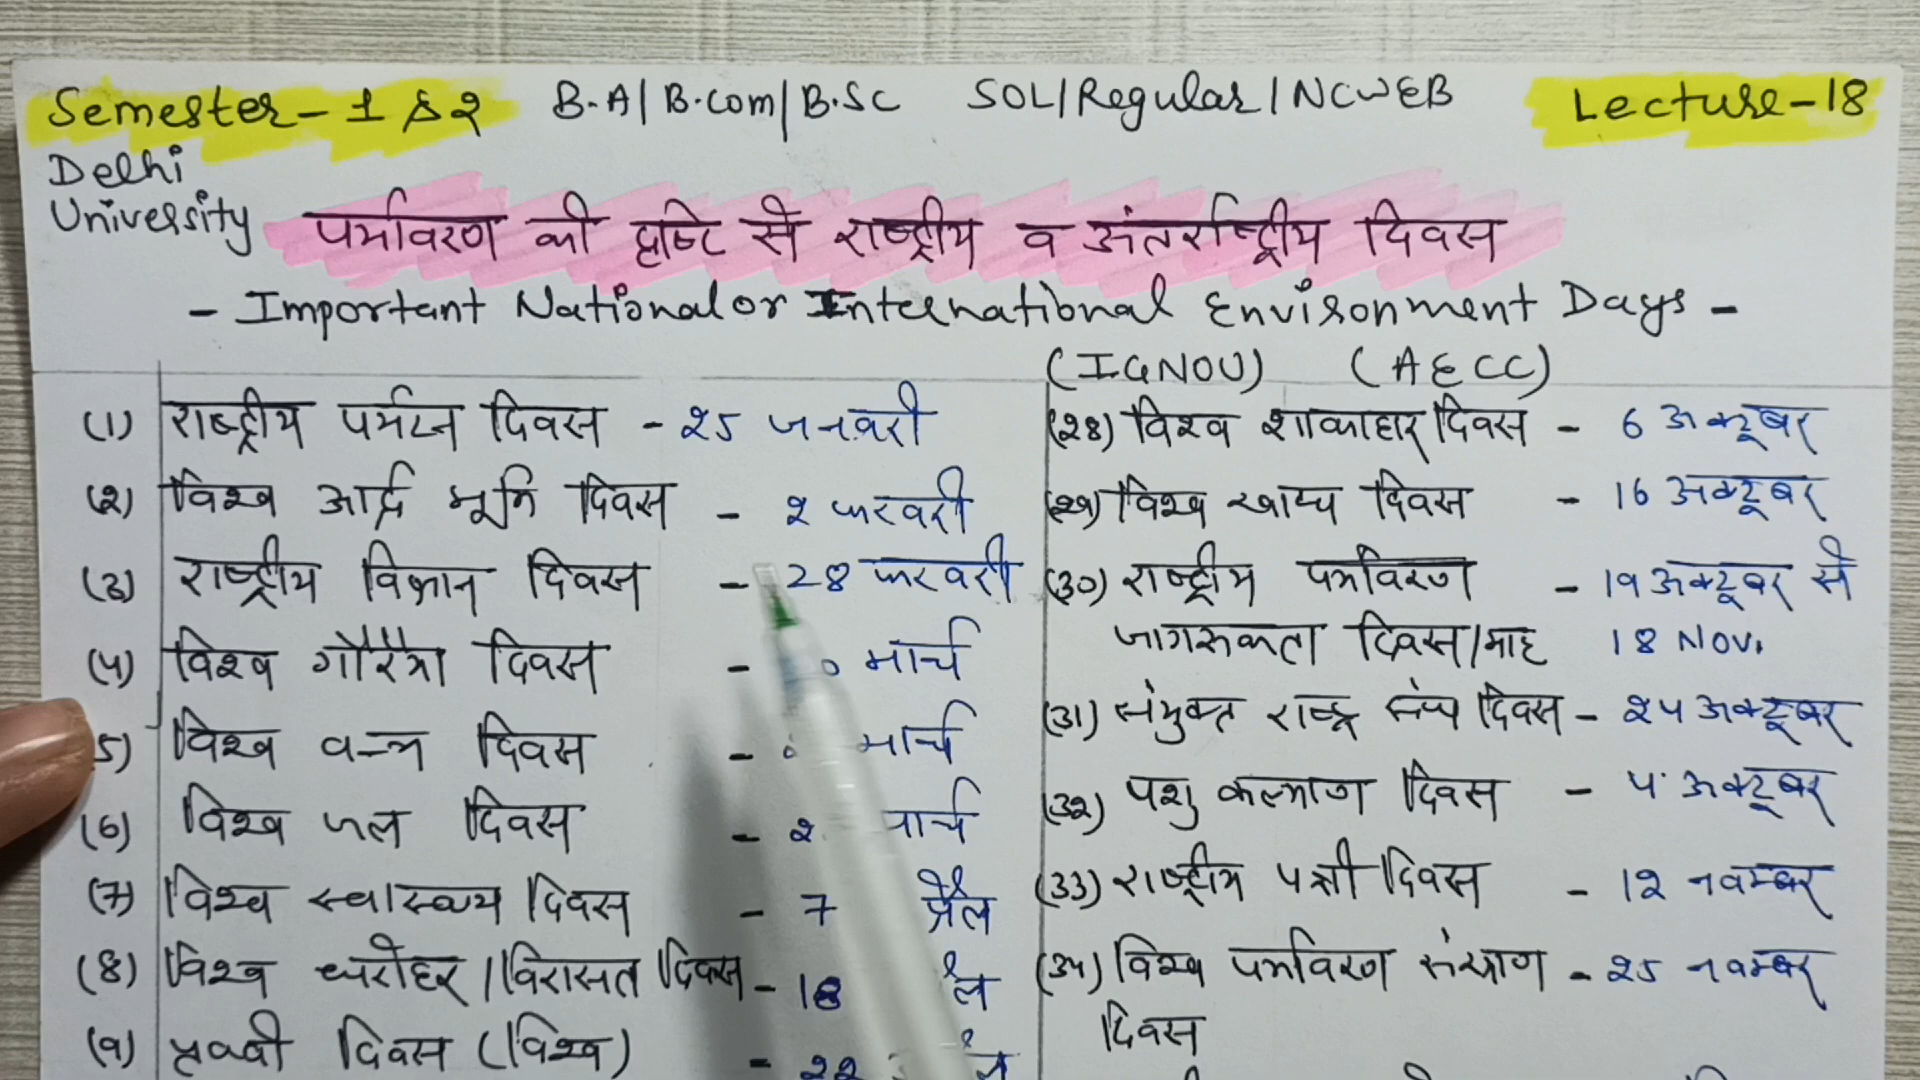 Semester - 1 & 2 B.A/B.com/B.SC SOL/Regular/NCWEB Lecture-18
Delhi
University
पर्यावरण की दृष्टि से राष्ट्रीय व अंतर्राष्ट्रीय दिवस
- Important National or International Environment Days -
(IGNOU) (AECC)
(1) राष्ट्रीय पर्यटन दिवस - 25 जनवरी
(2) विश्व आर्द्र भूमि दिवस - 2 फरवरी
(3) राष्ट्रीय विज्ञान दिवस - 28 फरवरी
(4) विश्व गौरैया दिवस - मार्च
(5) विश्व वन्य दिवस - मार्च
(6) विश्व जल दिवस - मार्च
(7) विश्व स्वास्थ्य दिवस - 7
(8) विश्व धरोहर/विरासत दिवस - 18
(9) पृथ्वी दिवस (विश्व) - 22
(28) विश्व शाकाहार दिवस - 6 अक्टूबर
(29) विश्व खाद्य दिवस - 16 अक्टूबर
(30) राष्ट्रीय पर्यावरण - 19 अक्टूबर से
जागरूकता दिवस/माह 18 Nov.
(31) संयुक्त राष्ट्र संघ दिवस - 24 अक्टूबर
(32) पशु कल्याण दिवस - 4 अक्टूबर
(33) राष्ट्रीय पक्षी दिवस - 12 नवम्बर
(34) विश्व पर्यावरण संरक्षण - 25 नवम्बर
दिवस